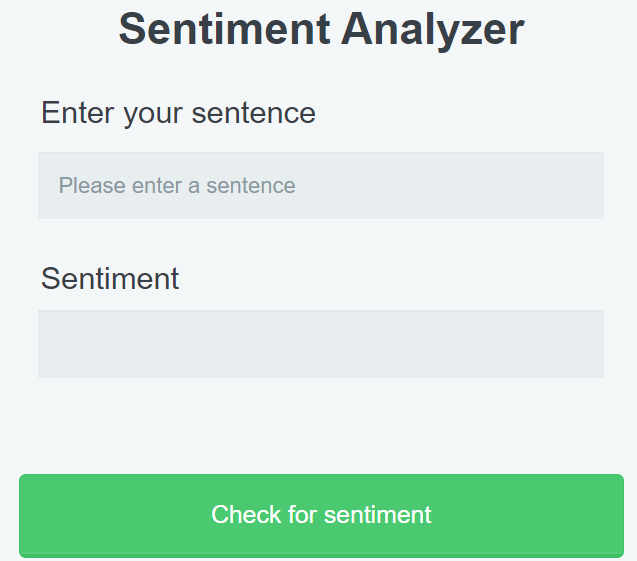 Sentiment Analyzer
Enter your sentence
Please enter a sentence
Sentiment
Check for sentiment